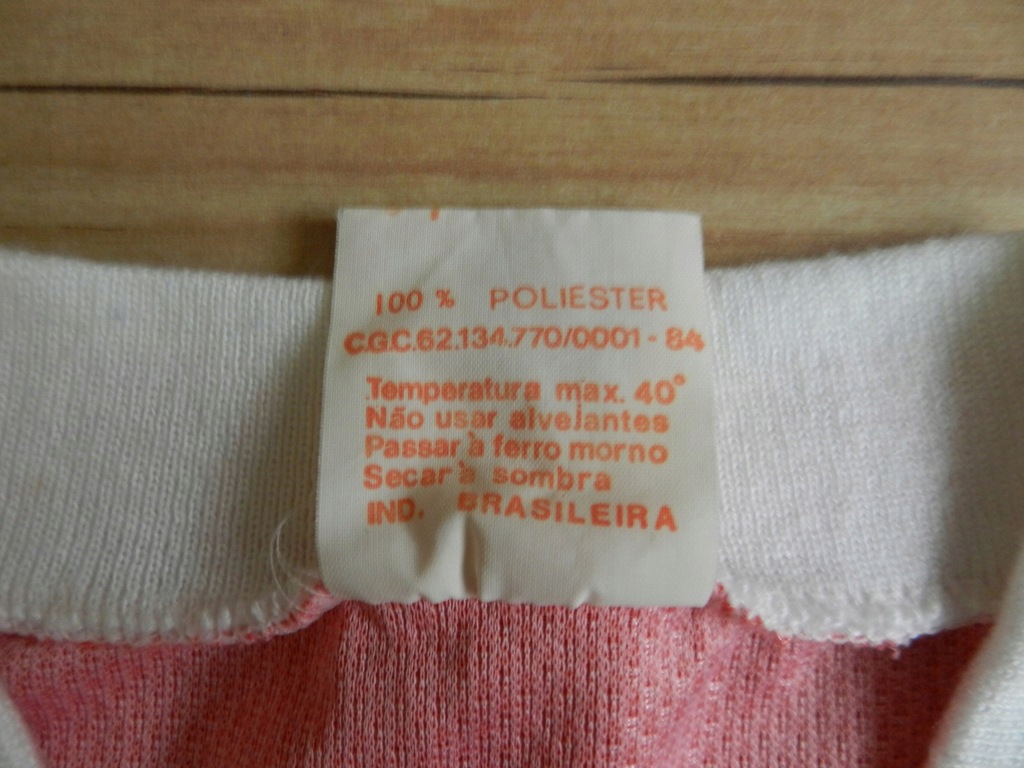 100 % POLIESTER
C.G.C.62.134.770/0001 - 84
Temperatura max. 40°
Não usar alvejantes
Passar à ferro morno
Secar à sombra
IND. BRASILEIRA